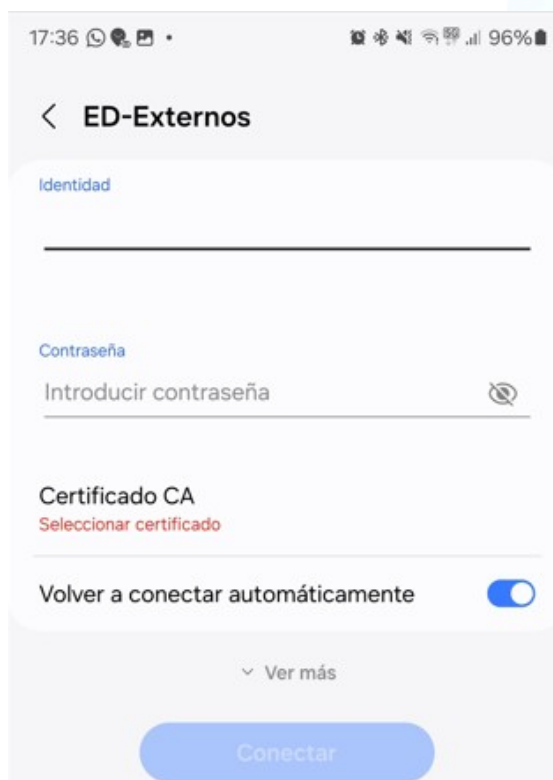 17:36 96%
ED-Externos
Identidad
Contraseña
Introducir contraseña
Certificado CA
Seleccionar certificado
Volver a conectar automáticamente
Ver más
Conectar